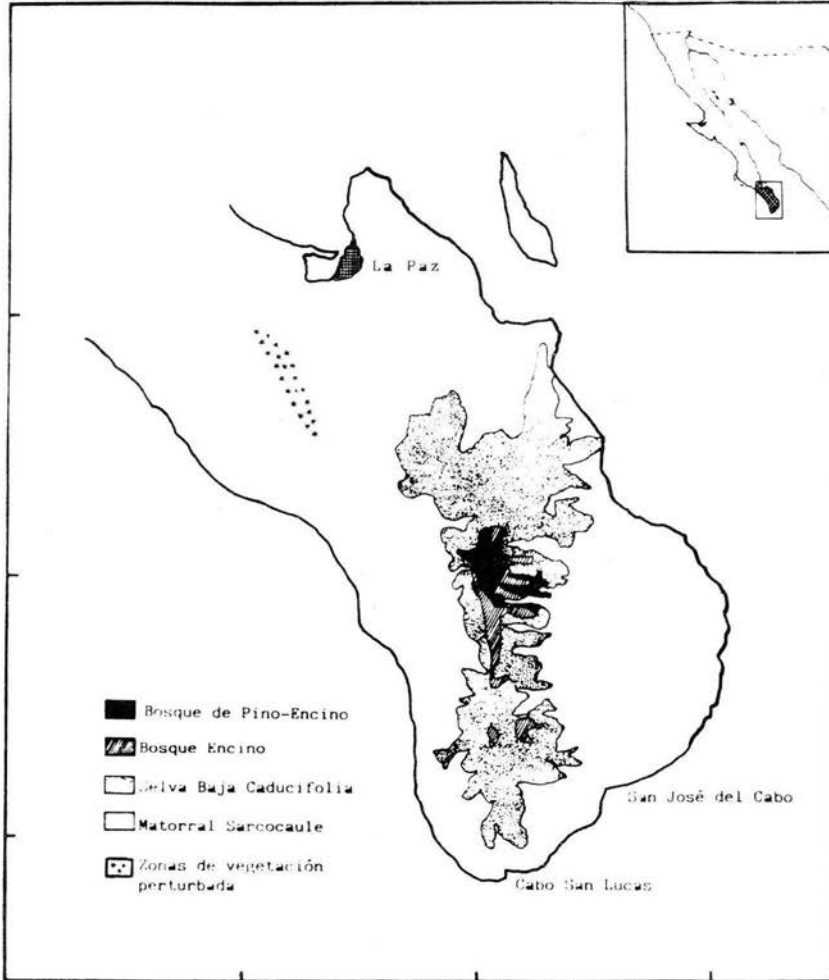 La Paz
Bosque de Pino-Encino
Bosque Encino
Selva Baja Caducifolia
Matorral Sarcocaule
Zonas de vegetación
perturbada
San José del Cabo
Cabo San Lucas